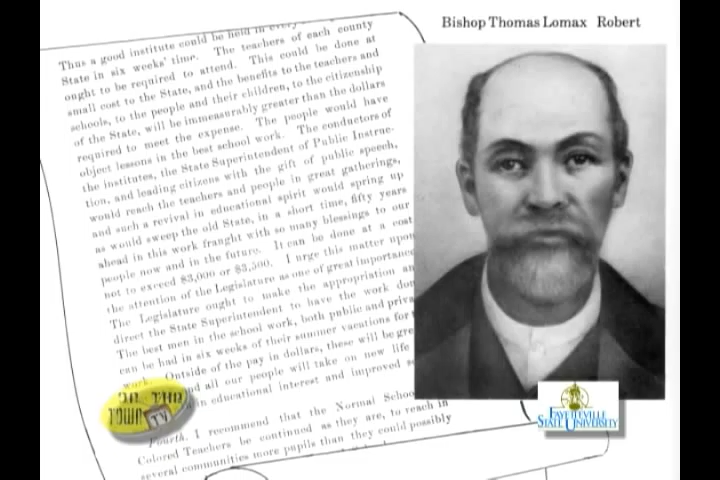 Bishop Thomas Lomax Robert
Thus a good institute could be held in every
State in six weeks' time. The teachers of each county
ought to be required to attend. This could be done at
small cost to the State, and the benefits to the teachers and
schools, to the people and their children, to the citizenship
of the State, will be immeasurably greater than the dollars
required to meet the expense. The people would have
object lessons in the best school work. The conductors of
the institutes, the State Superintendent of Public Instruc-
tion, and leading citizens with the gift of public speech,
would reach the teachers and people in great gatherings,
and such a revival in educational spirit would spring up
as would sweep the old State, in a short time, fifty years
ahead in this work fraught with so many blessings to our
people now and in the future. It can be done at a cost
not to exceed $3,000 or $3,500. I urge this matter upon
the attention of the Legislature as one of great importance
The Legislature ought to make the appropriation an
direct the State Superintendent to have the work don
The best men in the school work, both public and priva
can be had in six weeks of their summer vacations for t
work. Outside of the pay in dollars, these will be gre
and all our people will take on new life
in educational interest and improved s
Fourth. I recommend that the Normal Schoo
Colored Teachers be continued as they are, to reach in
several communities more pupils than they could possibly
ON THE
TOWN TV
FAYETTEVILLE
STATE UNIVERSITY